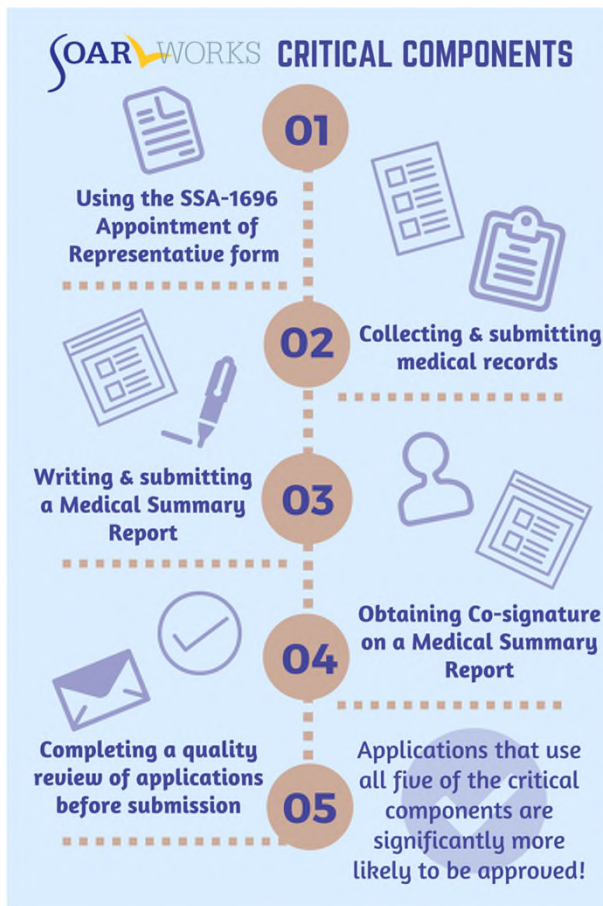 SOAR WORKS CRITICAL COMPONENTS
01
Using the SSA-1696
Appointment of
Representative form
02
Collecting & submitting
medical records
03
Writing & submitting
a Medical Summary
Report
04
Obtaining Co-signature
on a Medical Summary
Report
05
Completing a quality
review of applications
before submission
Applications that use
all five of the critical
components are
significantly more
likely to be approved!